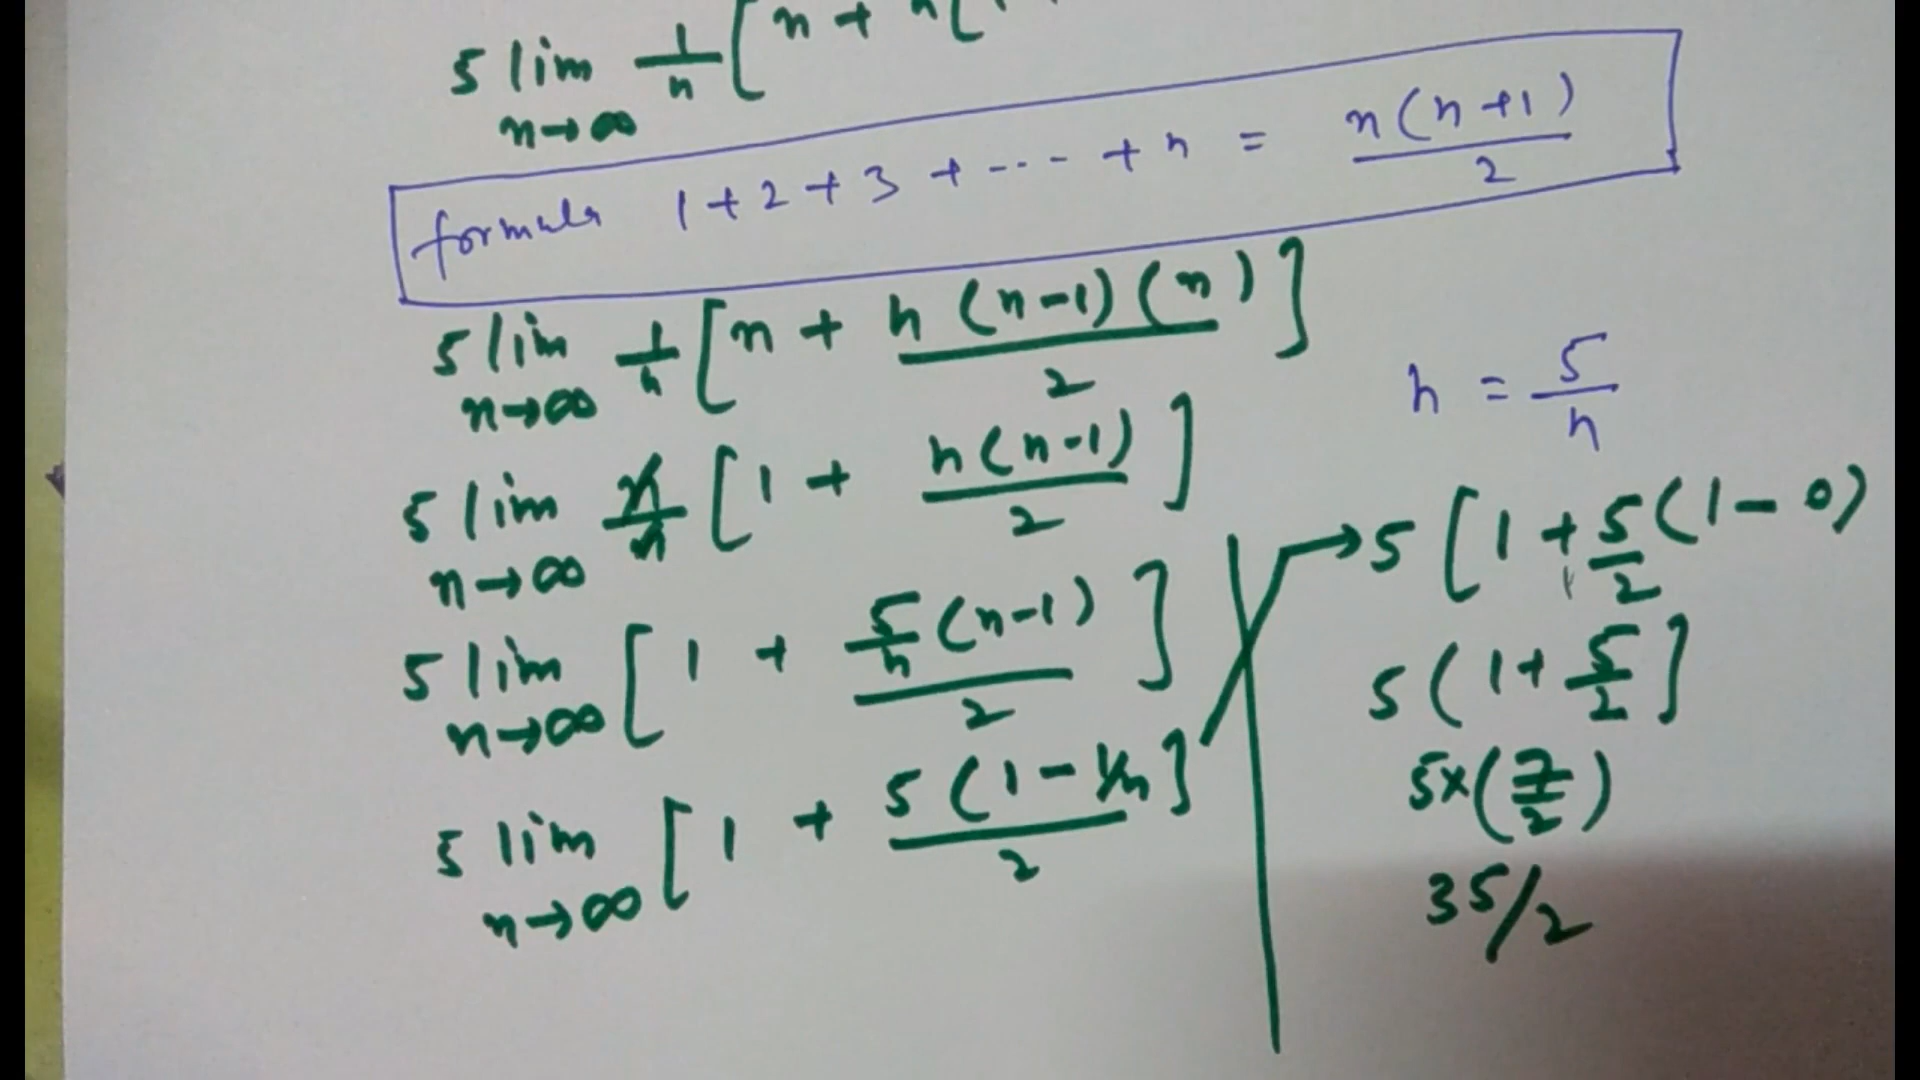 5 lim n→∞ 1/n [n + h[
formula 1+2+3+---+n = n(n+1)/2
5 lim n→∞ 1/n [n + h(n-1)(n)/2]
5 lim n→∞ n/n [1 + h(n-1)/2]
5 lim n→∞ [1 + 5/n(n-1)/2]
5 lim n→∞ [1 + 5(1-1/n]/2
h = 5/n
→5[1+5/2(1-0)
5(1+5/2]
5×(7/2)
35/2